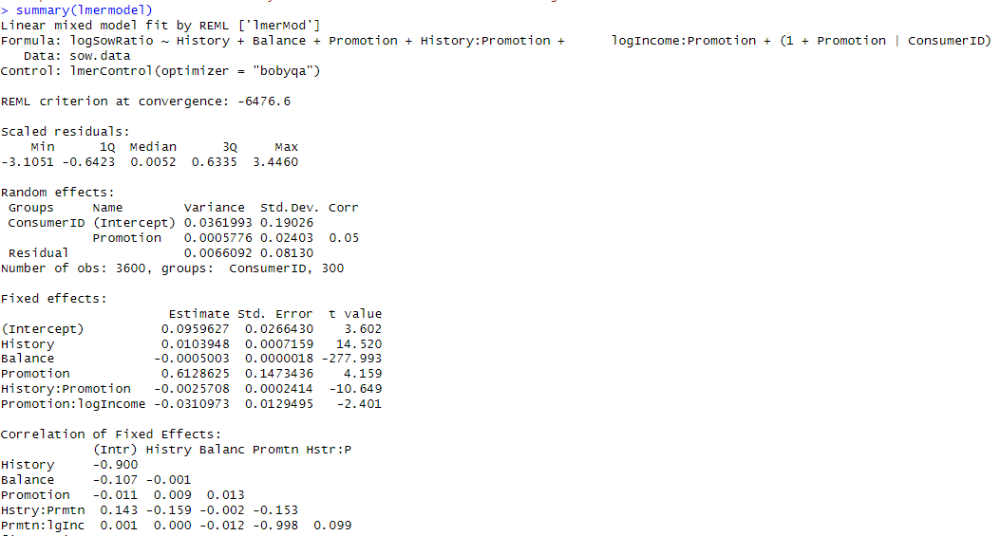 > summary(lmermodel)
Linear mixed model fit by REML ['lmerMod']
Formula: logSowRatio ~ History + Balance + Promotion + History:Promotion +      logIncome:Promotion + (1 + Promotion | ConsumerID)
   Data: sow.data
Control: lmerControl(optimizer = "bobyqa")
REML criterion at convergence: -6476.6
Scaled residuals:
    Min      1Q  Median      3Q     Max
-3.1051 -0.6423  0.0052  0.6335  3.4460
Random effects:
 Groups     Name        Variance  Std.Dev. Corr
 ConsumerID (Intercept) 0.0361993 0.19026
            Promotion   0.0005776 0.02403  0.05
 Residual               0.0066092 0.08130
Number of obs: 3600, groups:  ConsumerID, 300
Fixed effects:
                      Estimate Std. Error  t value
(Intercept)          0.0959627  0.0266430    3.602
History              0.0103948  0.0007159   14.520
Balance             -0.0005003  0.0000018 -277.993
Promotion            0.6128625  0.1473436    4.159
History:Promotion   -0.0025708  0.0002414  -10.649
Promotion:logIncome -0.0310973  0.0129495   -2.401
Correlation of Fixed Effects:
            (Intr) Histry Balanc Promtn Hstr:P
History     -0.900
Balance     -0.107 -0.001
Promotion   -0.011  0.009  0.013
Hstry:Prmtn  0.143 -0.159 -0.002 -0.153
Prmtn:lgInc  0.001  0.000 -0.012 -0.998  0.099